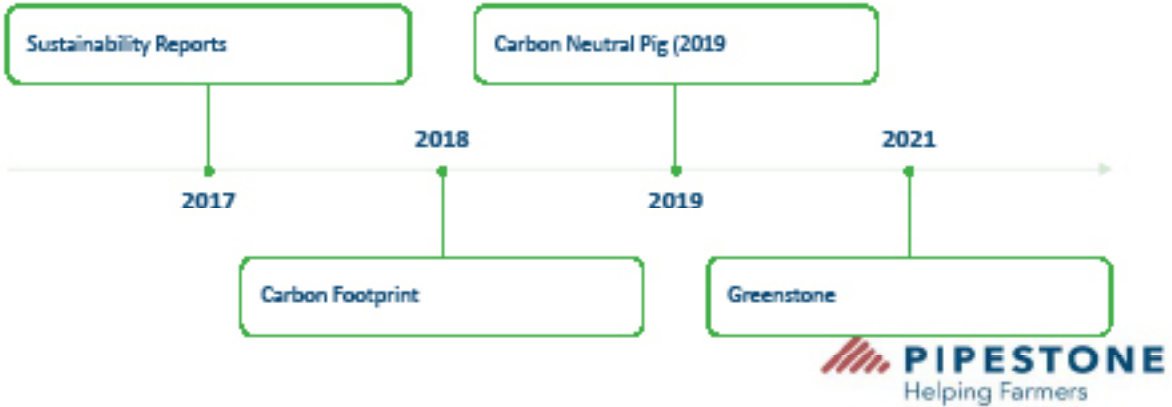 Sustainability Reports
Carbon Neutral Pig (2019
2018
2021
2017
2019
Carbon Footprint
Greenstone
PIPESTONE
Helping Farmers